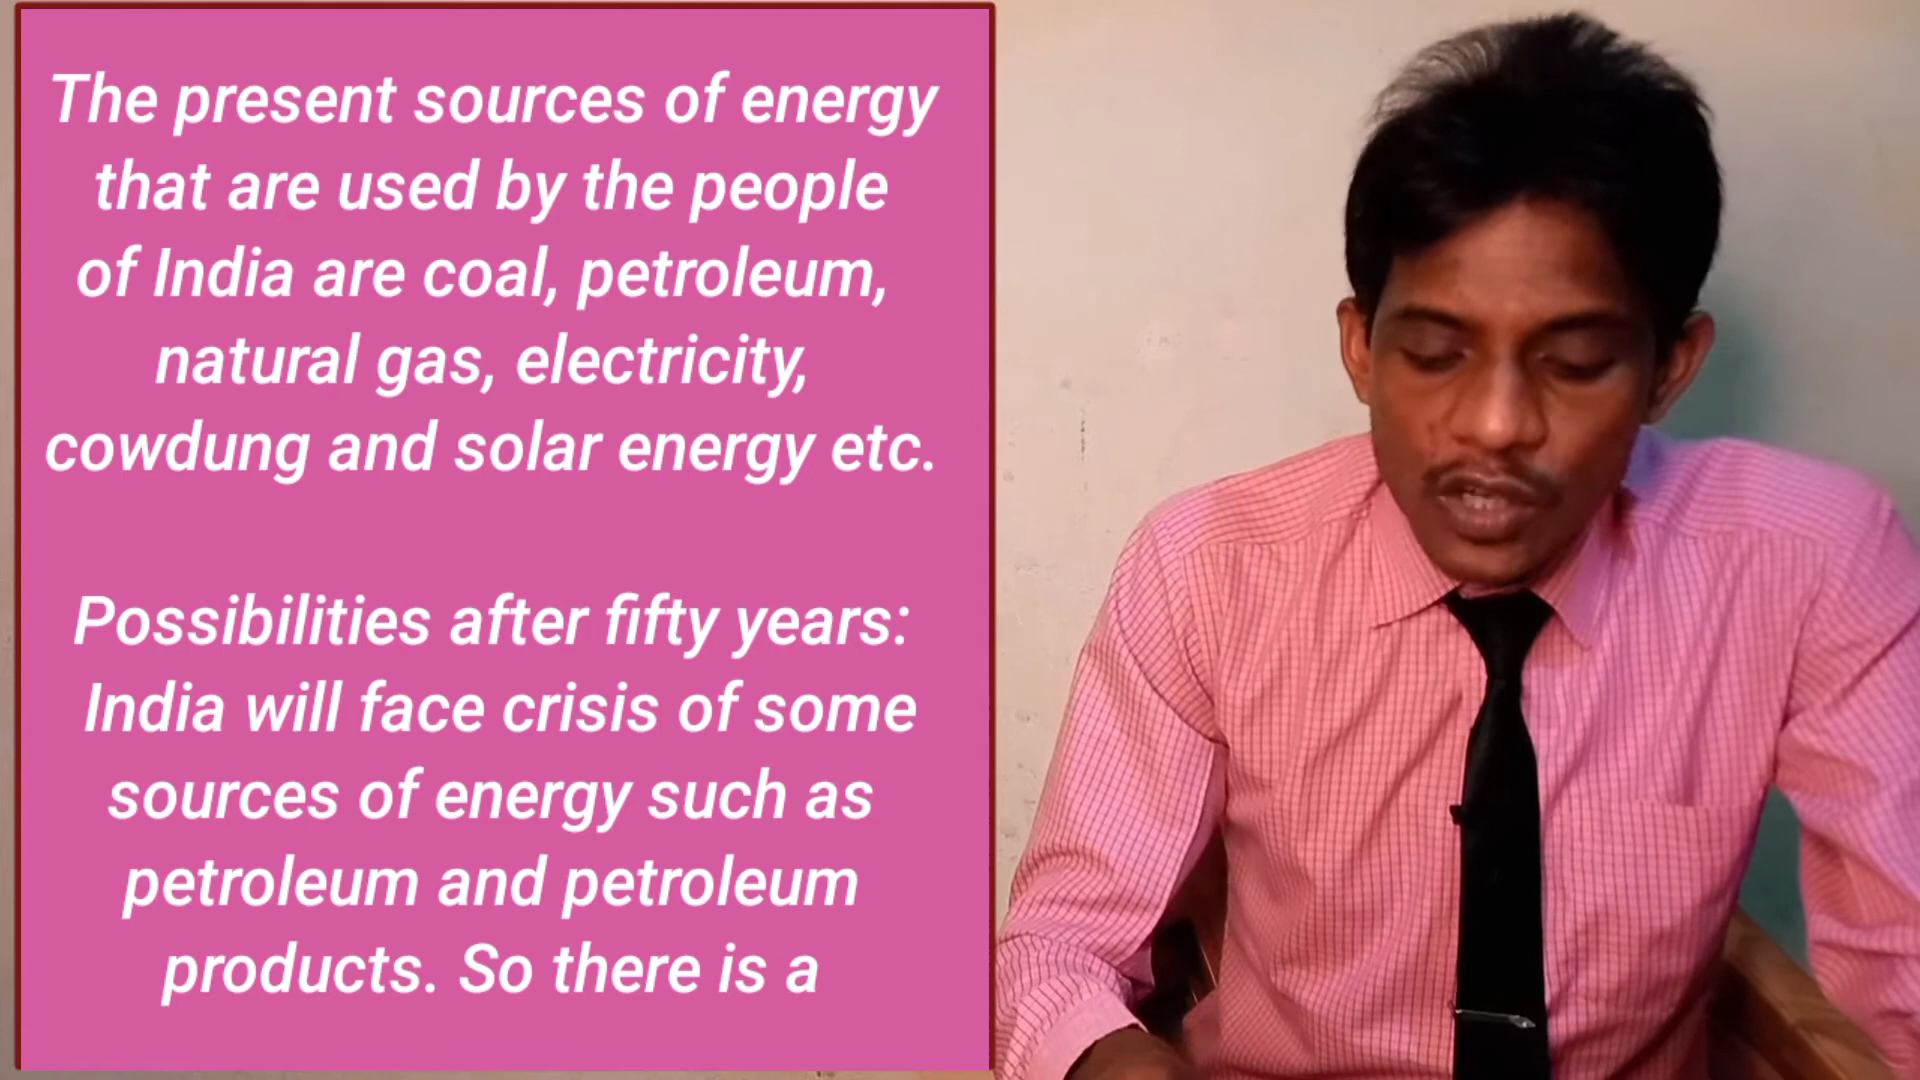 The present sources of energy
that are used by the people
of India are coal, petroleum,
natural gas, electricity,
cowdung and solar energy etc.
Possibilities after fifty years:
India will face crisis of some
sources of energy such as
petroleum and petroleum
products. So there is a